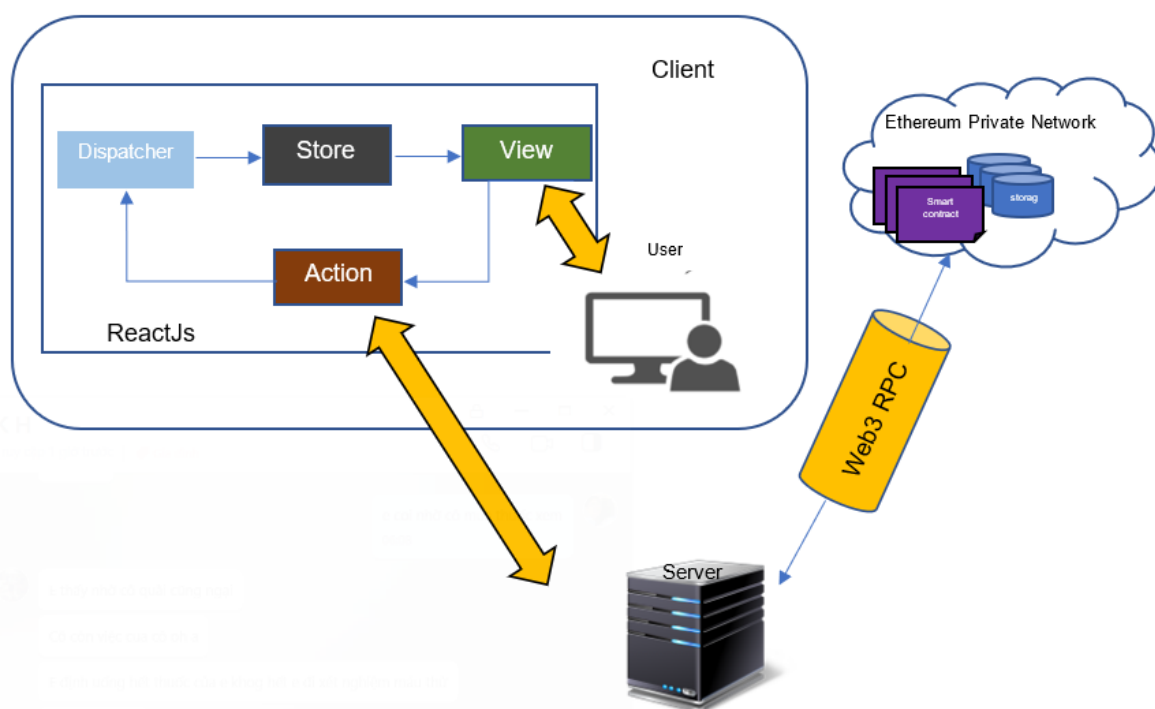 Client
Dispatcher
Store
View
Action
ReactJs
User
Ethereum Private Network
Smart
contract
storag
Web3 RPC
Server